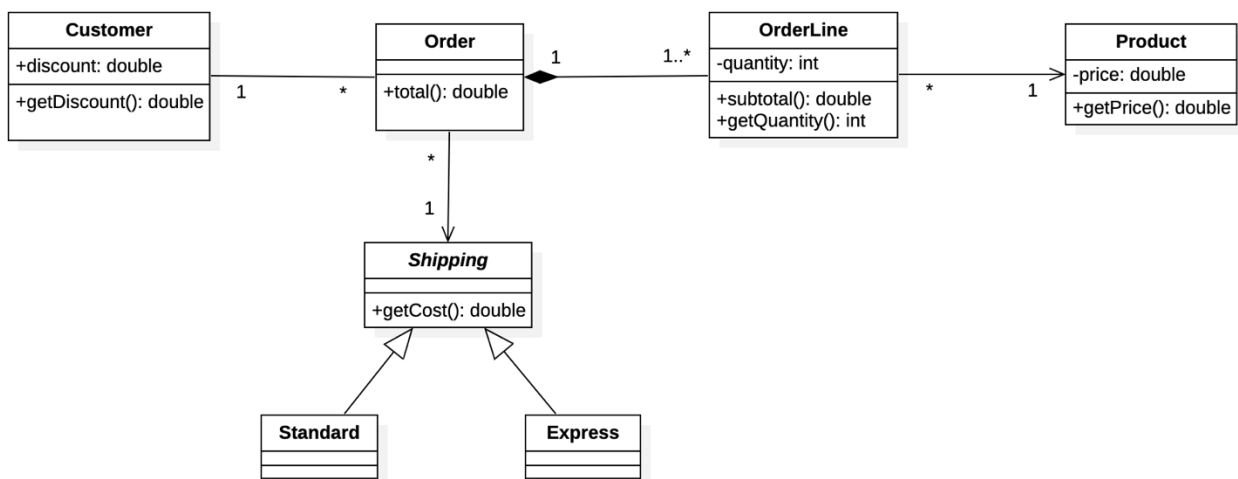 Customer
+discount: double
+getDiscount(): double
1
*
Order
+total(): double
1
1..*
OrderLine
-quantity: int
+subtotal(): double
+getQuantity(): int
*
1
Product
-price: double
+getPrice(): double
*
1
Shipping
+getCost(): double
Standard
Express